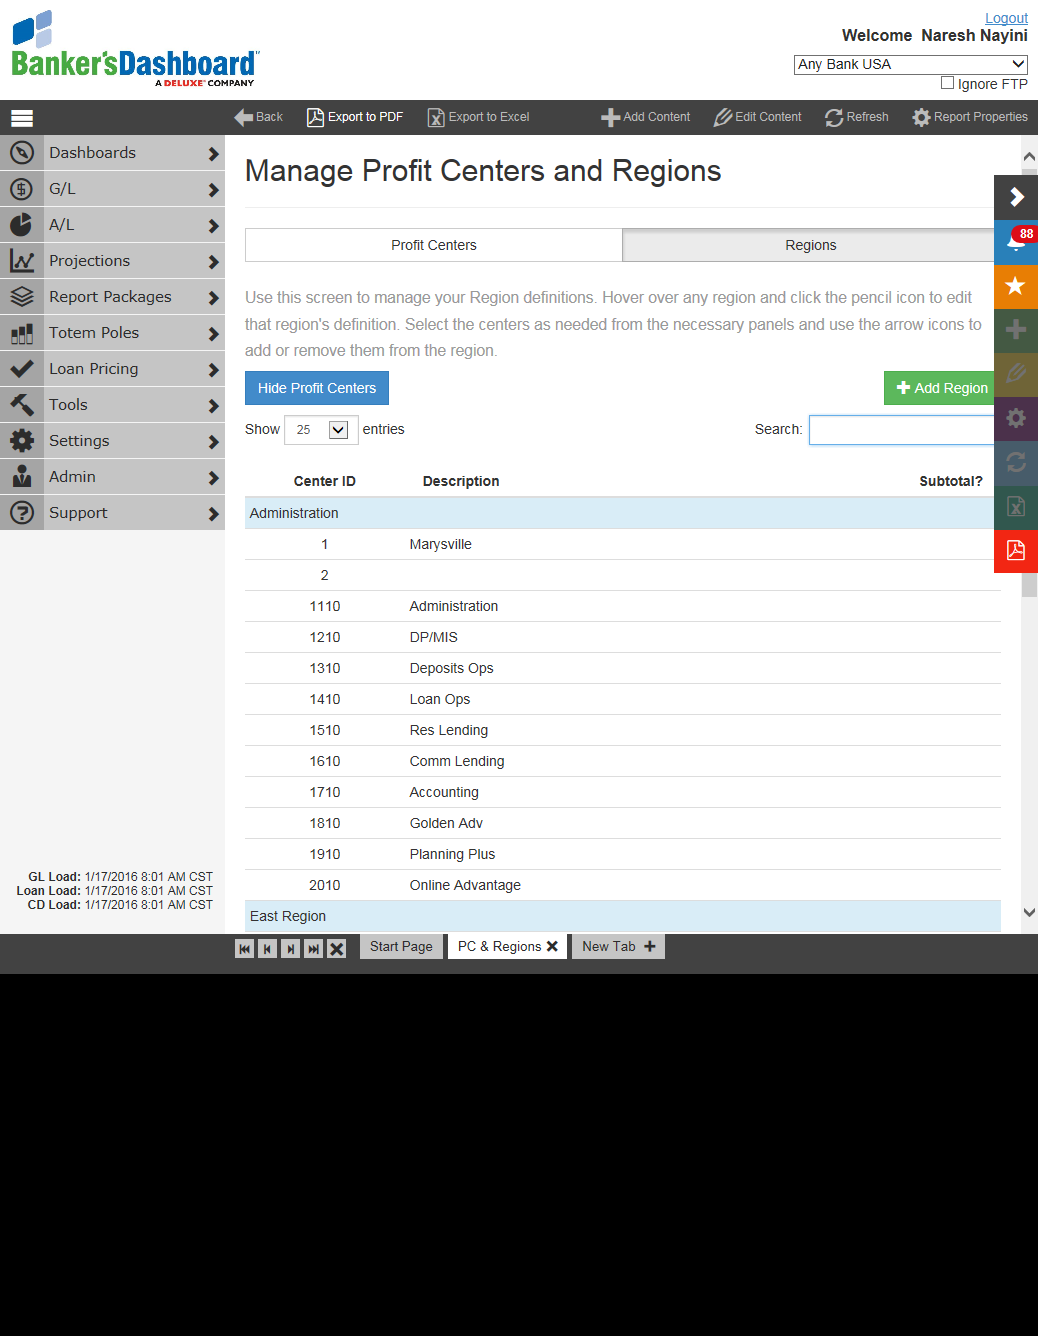 Logout
Banker'sDashboard
A DELUXE COMPANY
Welcome Naresh Nayini
Any Bank USA
Ignore FTP
Back Export to PDF Export to Excel Add Content Edit Content Refresh Report Properties
Dashboards
G/L
A/L
Projections
Report Packages
Totem Poles
Loan Pricing
Tools
Settings
Admin
Support
GL Load: 1/17/2016 8:01 AM CST
Loan Load: 1/17/2016 8:01 AM CST
CD Load: 1/17/2016 8:01 AM CST
Manage Profit Centers and Regions
88
Profit Centers Regions
Use this screen to manage your Region definitions. Hover over any region and click the pencil icon to edit
that region's definition. Select the centers as needed from the necessary panels and use the arrow icons to
add or remove them from the region.
Hide Profit Centers Add Region
Show 25 entries Search:
Center ID Description Subtotal?
Administration
1 Marysville
2
1110 Administration
1210 DP/MIS
1310 Deposits Ops
1410 Loan Ops
1510 Res Lending
1610 Comm Lending
1710 Accounting
1810 Golden Adv
1910 Planning Plus
2010 Online Advantage
East Region
Start Page PC & Regions New Tab